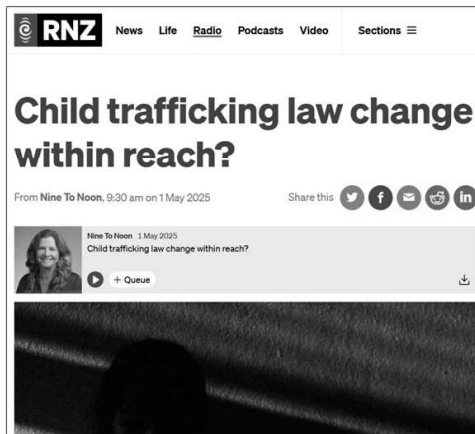 RNZ
News Life Radio Podcasts Video Sections
Child trafficking law change
within reach?
From Nine To Noon, 9:30 am on 1 May 2025 Share this
Nine To Noon 1 May 2025
Child trafficking law change within reach?
+ Queue